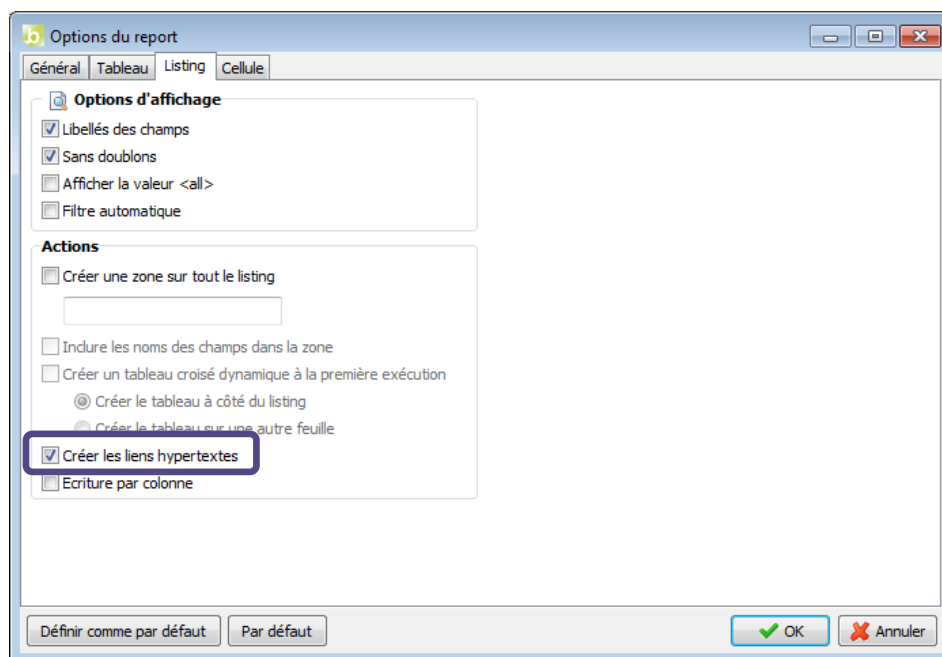 Options du report
Général Tableau Listing Cellule
Options d'affichage
Libellés des champs
Sans doublons
Afficher la valeur <all>
Filtre automatique
Actions
Créer une zone sur tout le listing
Inclure les noms des champs dans la zone
Créer un tableau croisé dynamique à la première exécution
Créer le tableau à côté du listing
Créer le tableau sur une autre feuille
Créer les liens hypertextes
Ecriture par colonne
Définir comme par défaut Par défaut OK Annuler